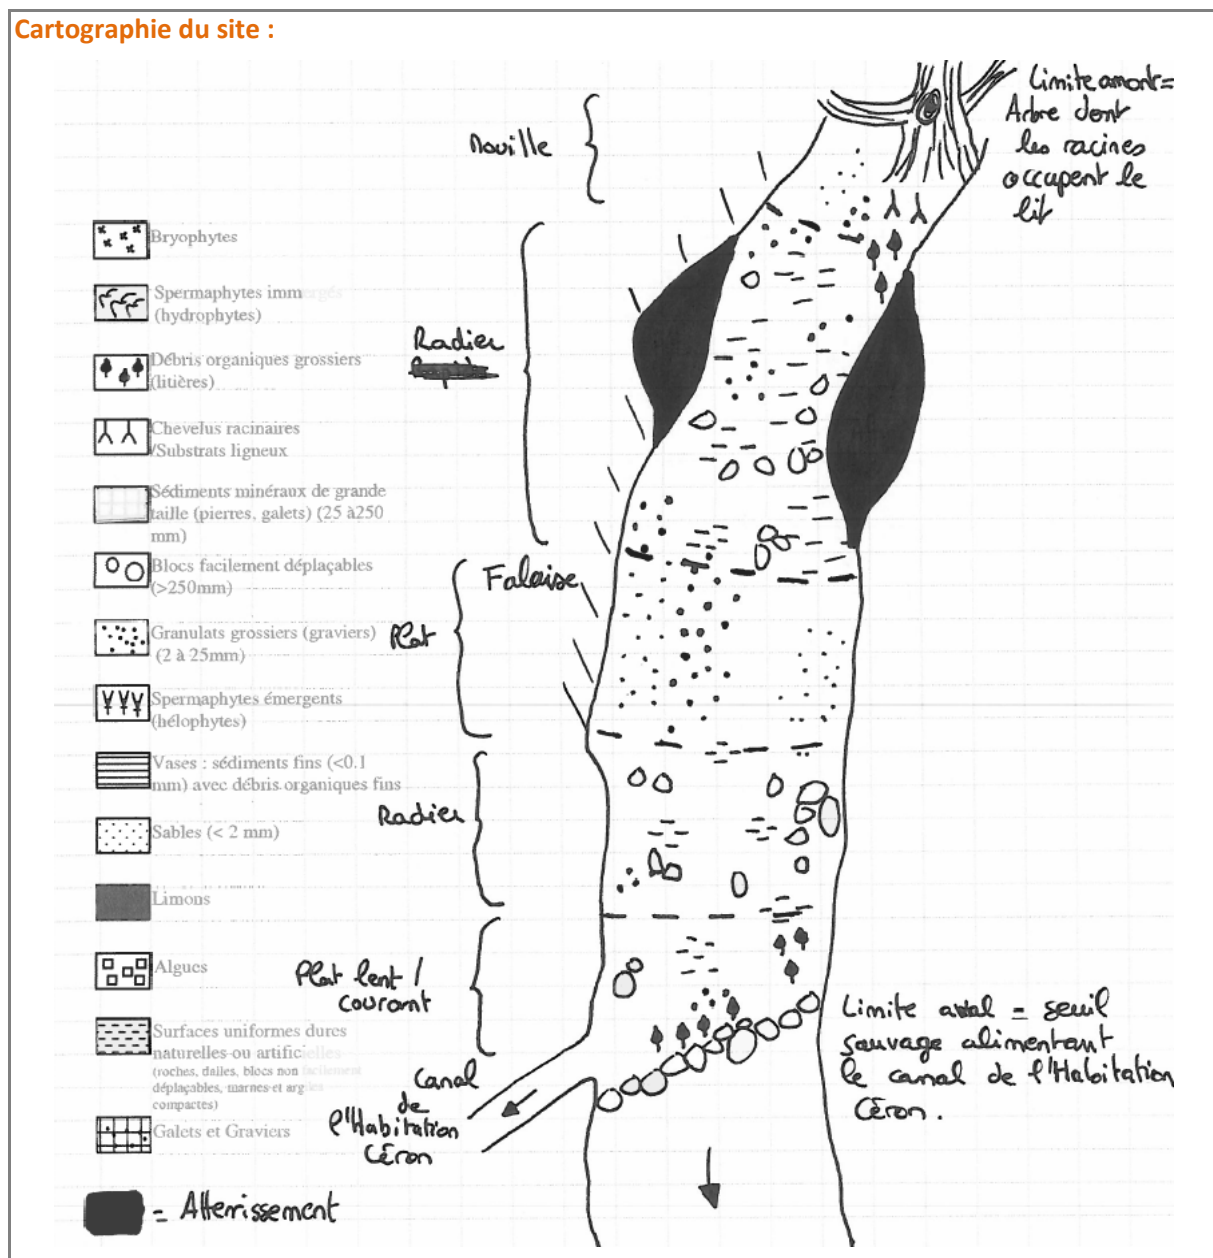 Cartographie du site :
Limite amont =
Arbre dont
les racines
occupent le
lit
Mouille
Bryophytes
Spermaphytes immergés
(hydrophytes)
Radier
Débris organiques grossiers
(litières)
Chevelus racinaires
/Substrats ligneux
Sédiments minéraux de grande
taille (pierres, galets) (25 à250
mm)
Blocs facilement déplaçables
(>250mm)
Falaise
Granulats grossiers (graviers)
(2 à 25mm)
Plat
Spermaphytes émergents
(hélophytes)
Vases : sédiments fins (<0.1
mm) avec débris organiques fins
Radier
Sables (< 2 mm)
Limons
Algues
Plat lent /
courant
Surfaces uniformes dures
naturelles ou artificielles
(roches, dalles, blocs non facilement
déplaçables, marnes et argiles
compactes)
Limite aval = seuil
sauvage alimentant
le canal de l'Habitation
Céron.
Canal
de
l'Habitation
Céron
Galets et Graviers
= Atterrissement